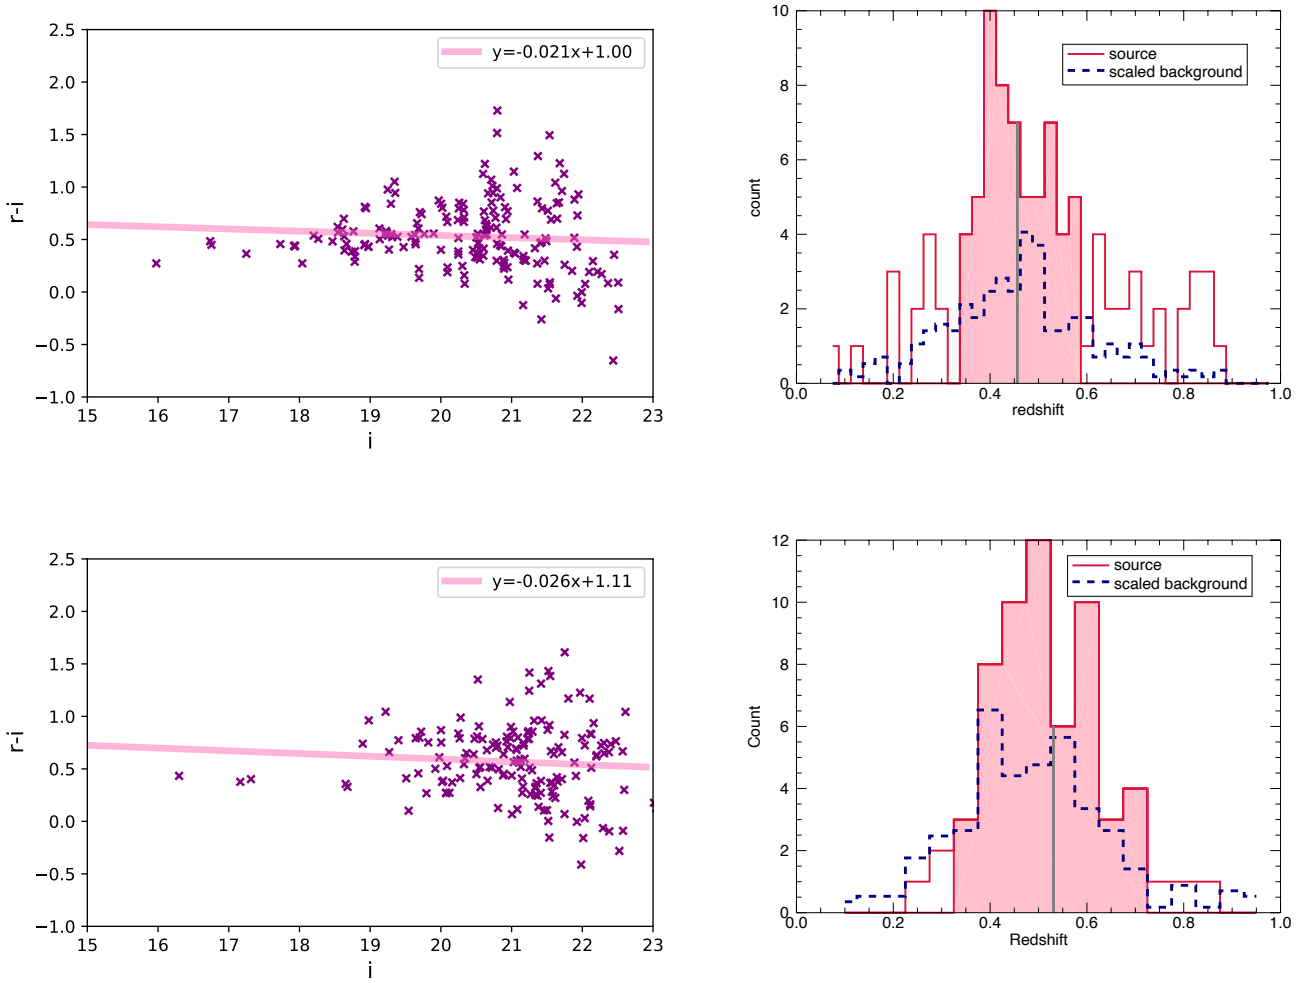 2.5
2.0
1.5
1.0
0.5
0.0
−0.5
−1.0
r-i
15 16 17 18 19 20 21 22 23
i
y=-0.021x+1.00
10
8
6
4
2
0
count
0.0 0.2 0.4 0.6 0.8 1.0
redshift
source
scaled background
2.5
2.0
1.5
1.0
0.5
0.0
−0.5
−1.0
r-i
15 16 17 18 19 20 21 22 23
i
y=-0.026x+1.11
12
10
8
6
4
2
0
Count
0.0 0.2 0.4 0.6 0.8 1.0
Redshift
source
scaled background